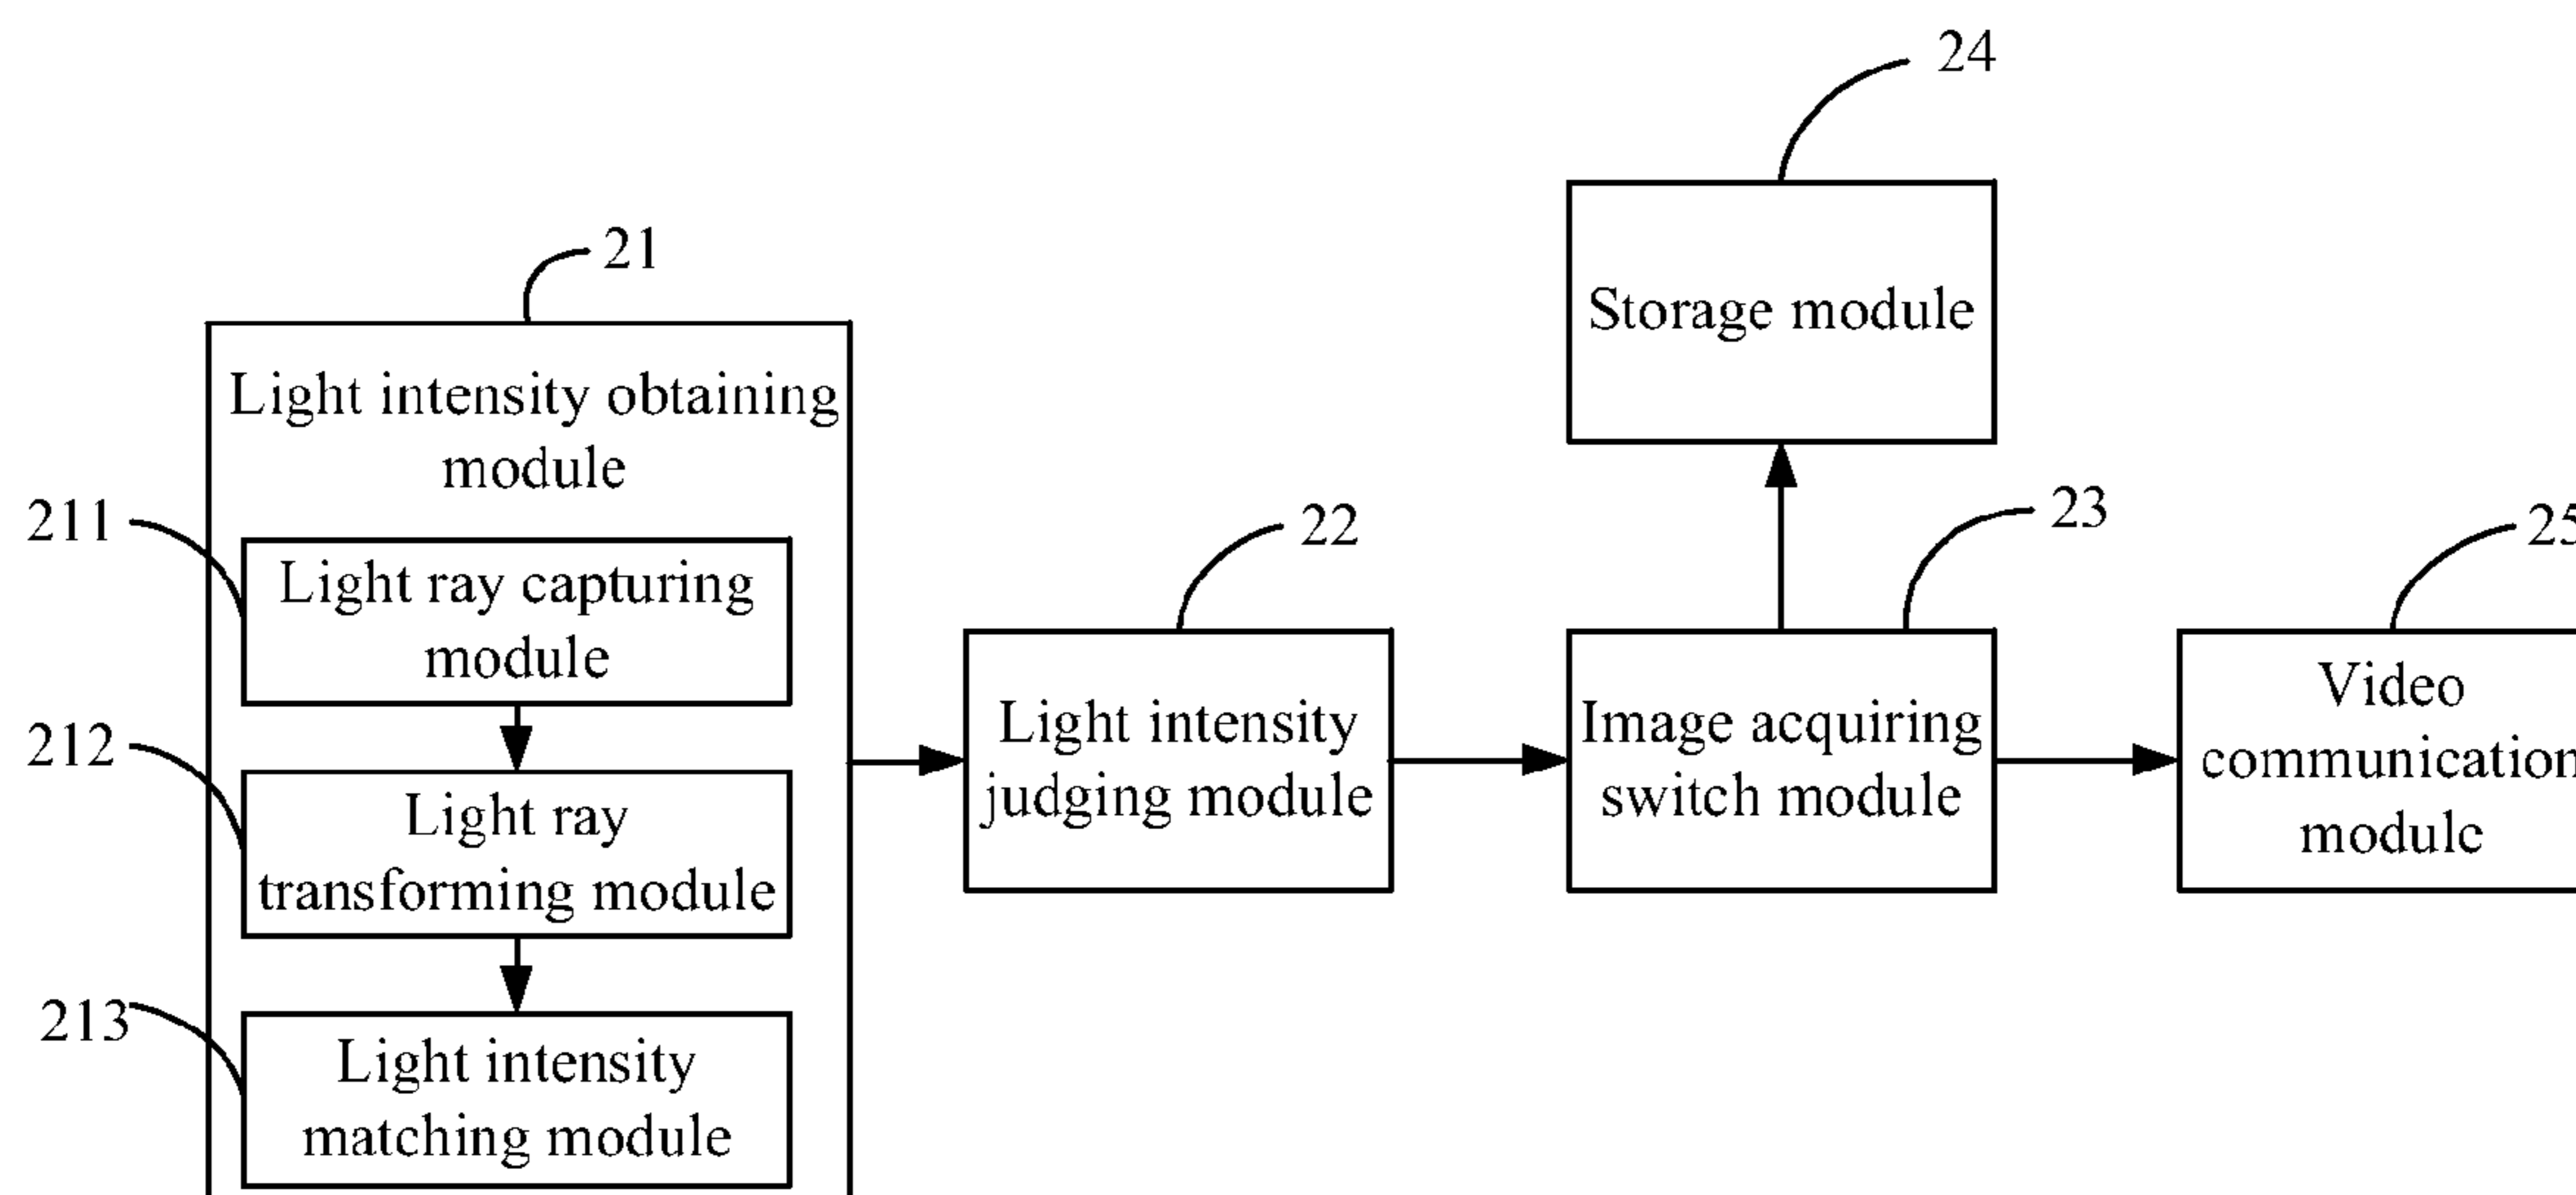 24
21
Storage module
Light intensity obtaining
module
211
Light ray capturing
module
22
23
25
212
Light ray
transforming module
Light intensity
judging module
Image acquiring
switch module
Video
communication
module
213
Light intensity
matching module